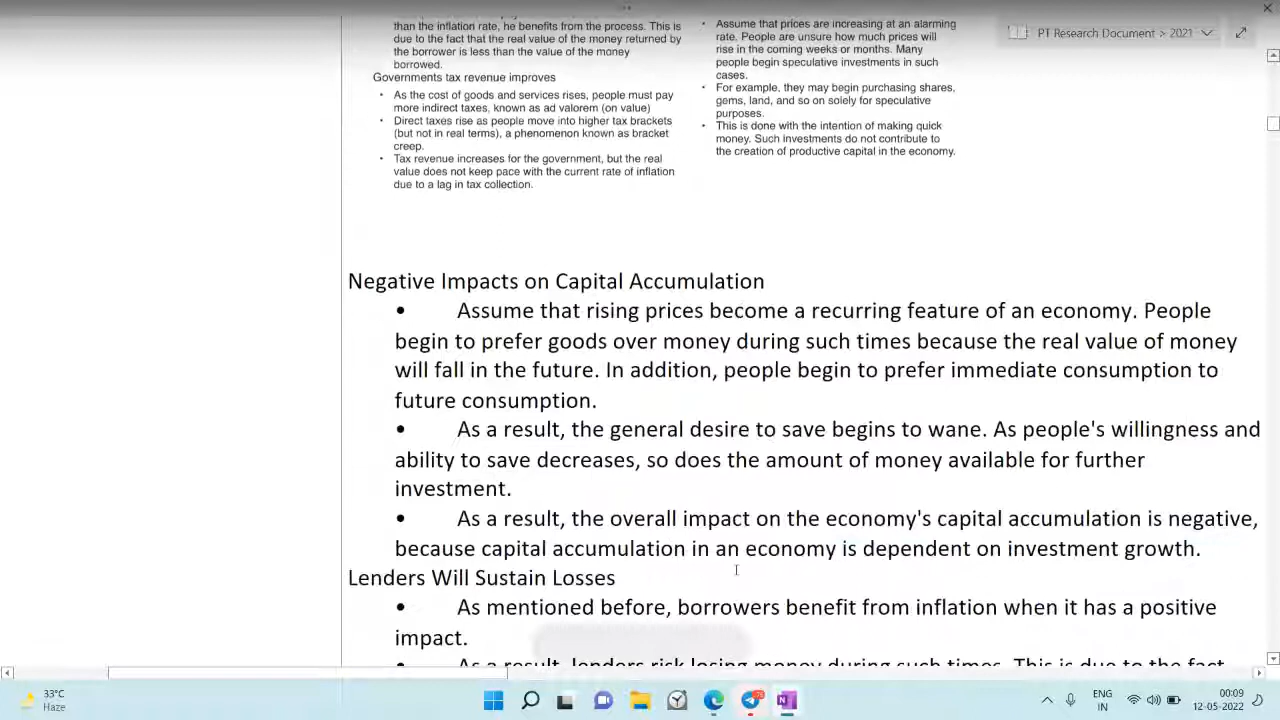 than the inflation rate, he benefits from the process. This is
due to the fact that the real value of the money returned by
the borrower is less than the value of the money
borrowed.
Governments tax revenue improves
• As the cost of goods and services rises, people must pay
more indirect taxes, known as ad valorem (on value)
• Direct taxes rise as people move into higher tax brackets
(but not in real terms), a phenomenon known as bracket
creep.
• Tax revenue increases for the government, but the real
value does not keep pace with the current rate of inflation
due to a lag in tax collection.
• Assume that prices are increasing at an alarming
rate. People are unsure how much prices will
rise in the coming weeks or months. Many
people begin speculative investments in such
cases.
• For example, they may begin purchasing shares,
gems, land, and so on solely for speculative
purposes.
• This is done with the intention of making quick
money. Such investments do not contribute to
the creation of productive capital in the economy.
PT Research Document > 2021
Negative Impacts on Capital Accumulation
• Assume that rising prices become a recurring feature of an economy. People
begin to prefer goods over money during such times because the real value of money
will fall in the future. In addition, people begin to prefer immediate consumption to
future consumption.
• As a result, the general desire to save begins to wane. As people's willingness and
ability to save decreases, so does the amount of money available for further
investment.
• As a result, the overall impact on the economy's capital accumulation is negative,
because capital accumulation in an economy is dependent on investment growth.
Lenders Will Sustain Losses
• As mentioned before, borrowers benefit from inflation when it has a positive
impact.
• As a result, lenders risk losing money during such times. This is due to the fact
33°C
Haze
ENG
IN
00:09
12-05-2022